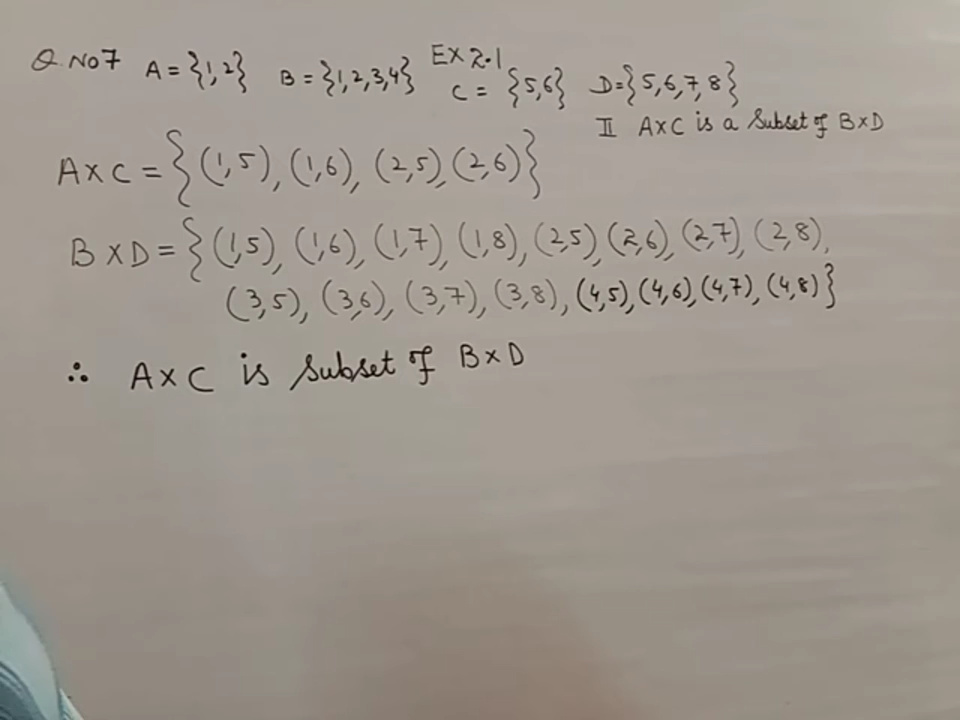 Q. No 7 A = {1,2} B = {1,2,3,4} EX 2.1 C = {5,6} D = {5,6,7,8}
II A×C is a Subset of B×D
A×C = {(1,5), (1,6), (2,5), (2,6)}
B×D = {(1,5), (1,6), (1,7), (1,8), (2,5), (2,6), (2,7), (2,8),
(3,5), (3,6), (3,7), (3,8), (4,5), (4,6), (4,7), (4,8)}
∴ A×C is Subset of B×D